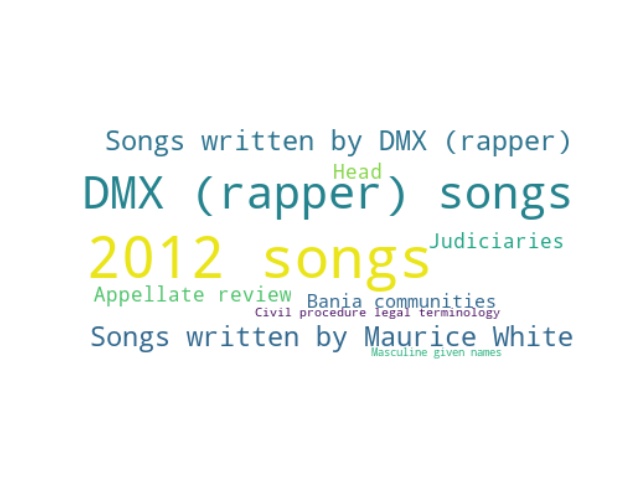 Songs written by DMX (rapper)
Head
DMX (rapper) songs
2012 songs
Judiciaries
Appellate review
Bania communities
Civil procedure legal terminology
Songs written by Maurice White
Masculine given names